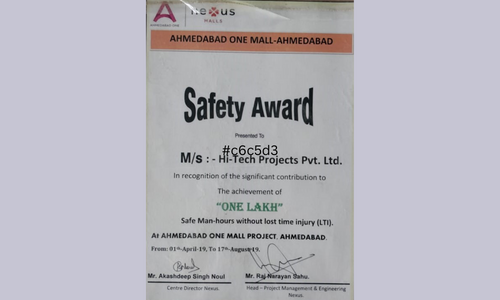 A nexus
AHMEDABAD ONE MALLS
AHMEDABAD ONE MALL-AHMEDABAD
Safety Award
Presented To
#c6c5d3
M/s : - Hi-Tech Projects Pvt. Ltd.
In recognition of the significant contribution to
The achievement of
"ONE LAKH"
Safe Man-hours without lost time injury (LTI).
At AHMEDABAD ONE MALL PROJECT, AHMEDABAD.
From: 01st-April-19, To 17th-August-19.
Mr. Akashdeep Singh Noul Mr. Raj Narayan Sahu.
Centre Director Nexus Head – Project Management & Engineering
Nexus.